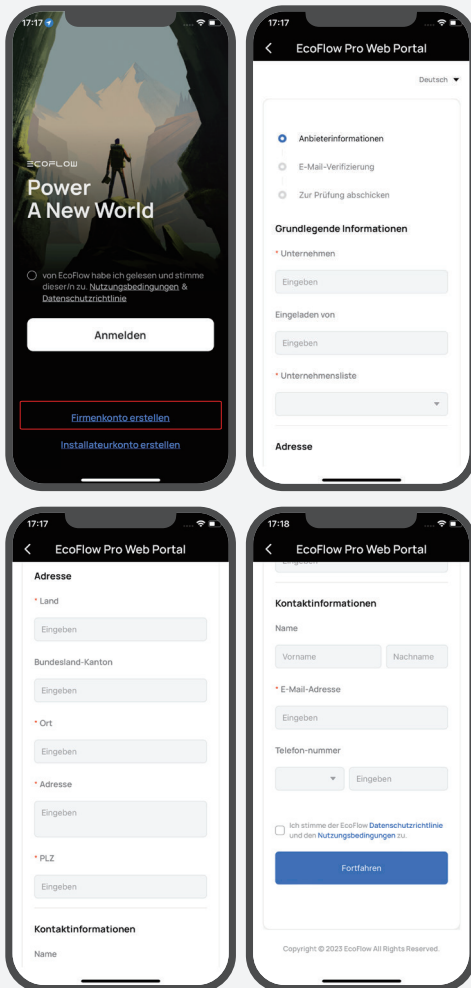 17:17
ECOFLOW
Power
A New World
von EcoFlow habe ich gelesen und stimme
dieser/n zu. Nutzungsbedingungen &
Datenschutzrichtlinie
Anmelden
Firmenkonto erstellen
Installateurkonto erstellen
17:17
EcoFlow Pro Web Portal
Deutsch
Anbieterinformationen
E-Mail-Verifizierung
Zur Prüfung abschicken
Grundlegende Informationen
* Unternehmen
Eingeben
Eingeladen von
Eingeben
* Unternehmensliste
Adresse
17:17
EcoFlow Pro Web Portal
Adresse
* Land
Eingeben
Bundesland-Kanton
Eingeben
* Ort
Eingeben
* Adresse
Eingeben
* PLZ
Eingeben
Kontaktinformationen
Name
17:18
EcoFlow Pro Web Portal
Kontaktinformationen
Name
Vorname Nachname
* E-Mail-Adresse
Eingeben
Telefon-nummer
Eingeben
Ich stimme der EcoFlow Datenschutzrichtlinie
und den Nutzungsbedingungen zu.
Fortfahren
Copyright © 2023 EcoFlow All Rights Reserved.